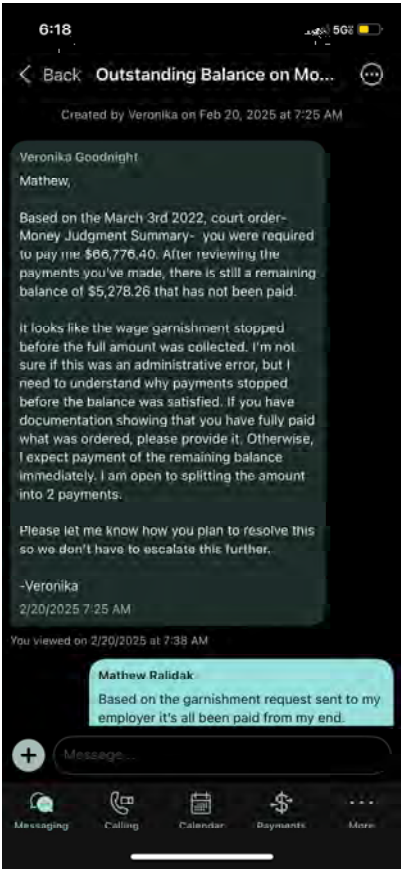 6:18
5G
Back Outstanding Balance on Mo...
Created by Veronika on Feb 20, 2025 at 7:25 AM
Veronika Goodnight
Mathew,
Based on the March 3rd 2022, court order-
Money Judgment Summary- you were required
to pay me $66,776.40. After reviewing the
payments you've made, there is still a remaining
balance of $5,278.26 that has not been paid.
It looks like the wage garnishment stopped
before the full amount was collected. I'm not
sure if this was an administrative error, but I
need to understand why payments stopped
before the balance was satisfied. If you have
documentation showing that you have fully paid
what was ordered, please provide it. Otherwise,
I expect payment of the remaining balance
immediately. I am open to splitting the amount
into 2 payments.
Please let me know how you plan to resolve this
so we don't have to escalate this further.
-Veronika
2/20/2025 7:25 AM
You viewed on 2/20/2025 at 7:38 AM
Mathew Ralidak
Based on the garnishment request sent to my
employer it's all been paid from my end.
Message...
Messaging Calling Calendar Payments More